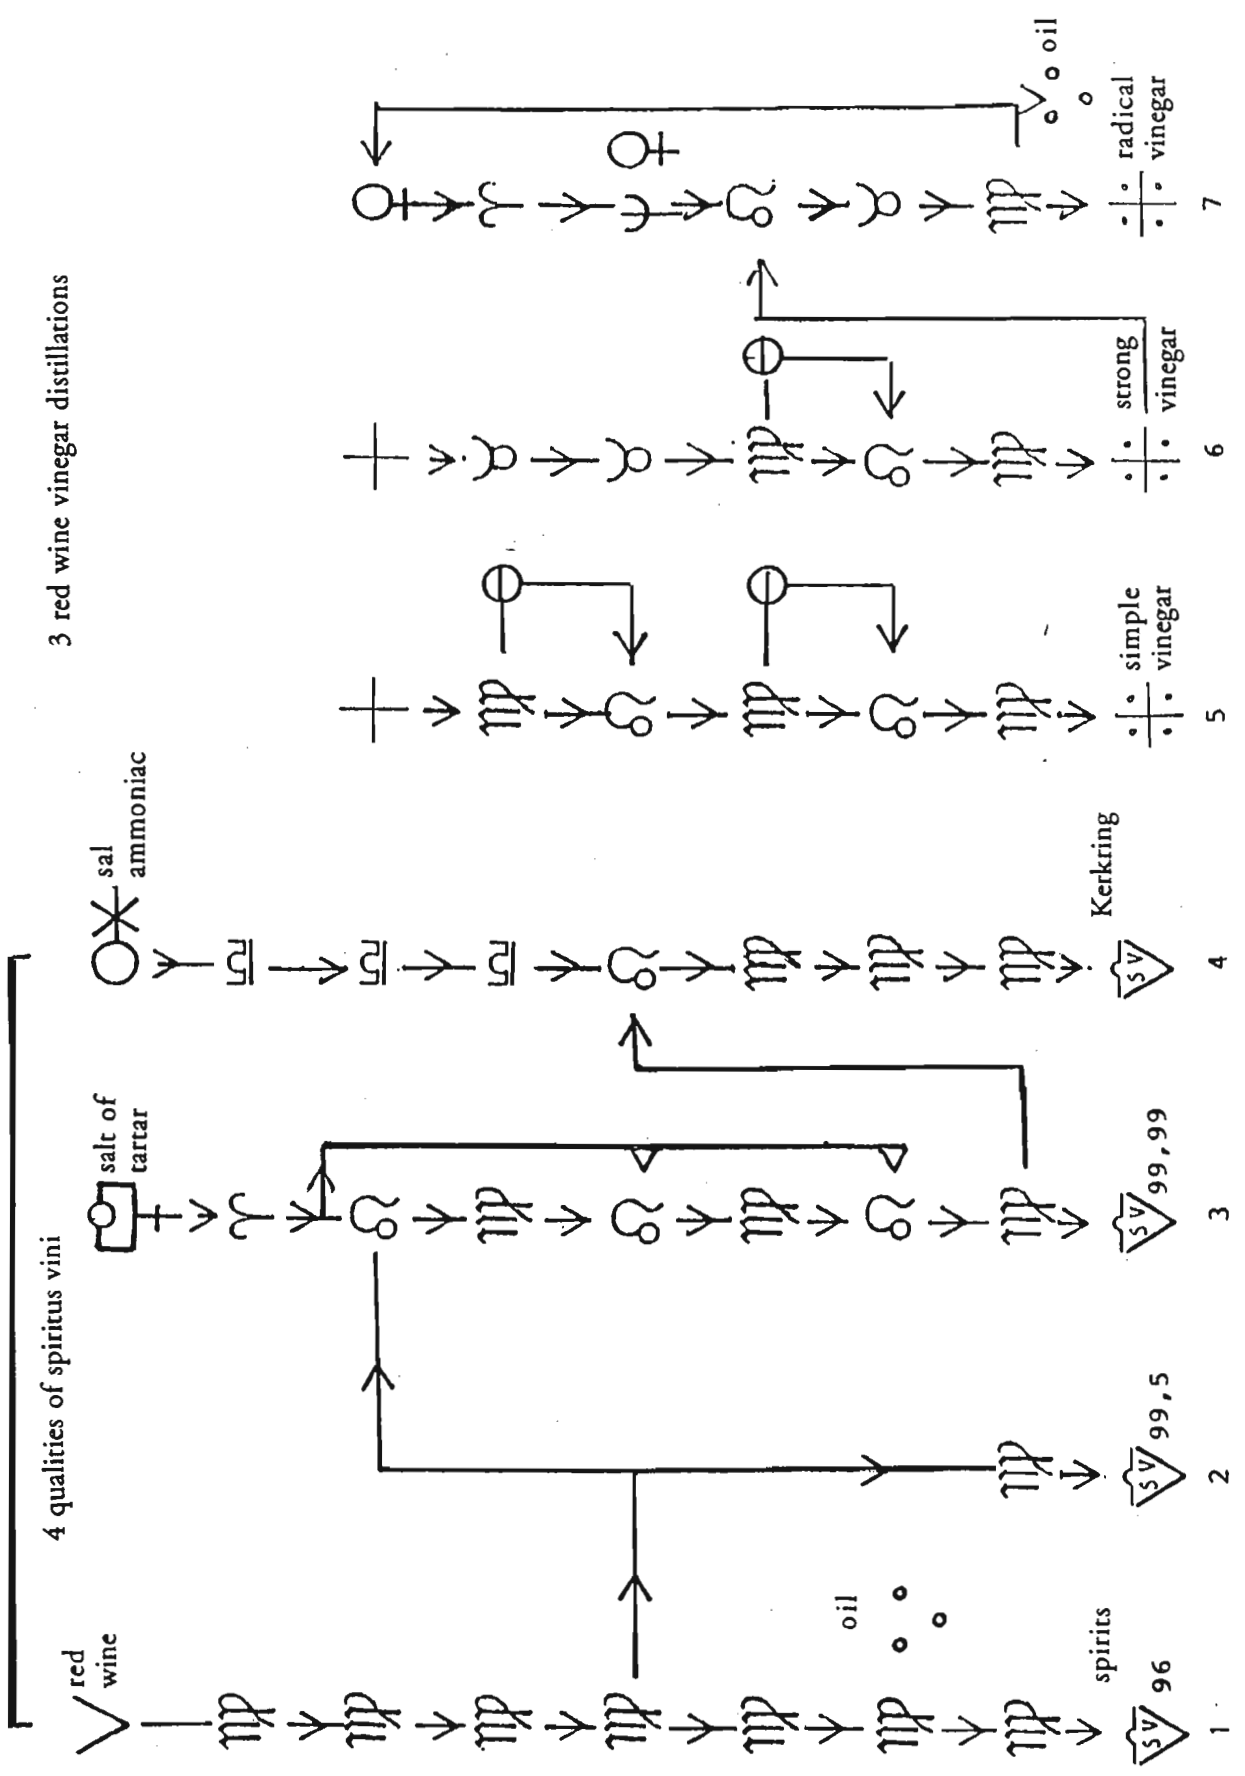 4 qualities of spiritus vini
3 red wine vinegar distillations
red
wine
salt of
tartar
sal
ammoniac
oil
oil
spirits
Kerkring
simple
vinegar
strong
vinegar
radical
vinegar
SV 96
SV 99,5
SV 99,99
SV
1
2
3
4
5
6
7